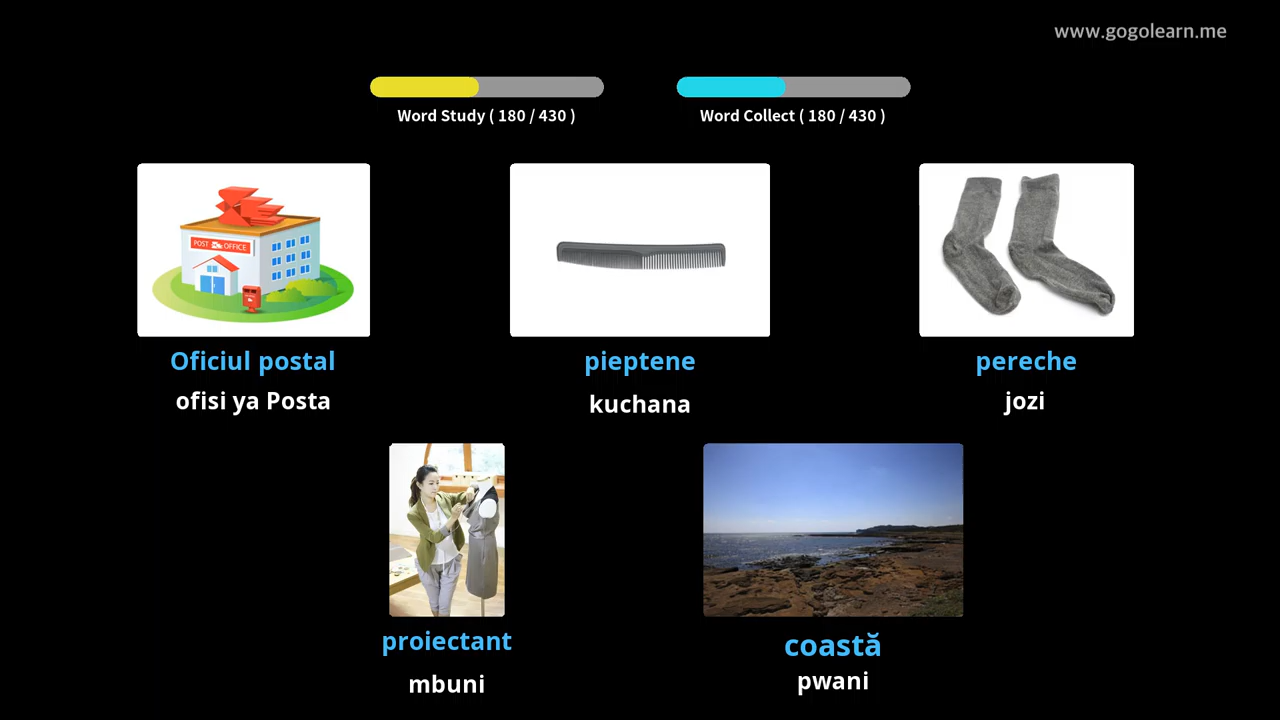 www.gogolearn.me
Word Study ( 180 / 430 )
Word Collect ( 180 / 430 )
POST OFFICE
Oficiul postal
ofisi ya Posta
pieptene
kuchana
pereche
jozi
proiectant
mbuni
coastă
pwani